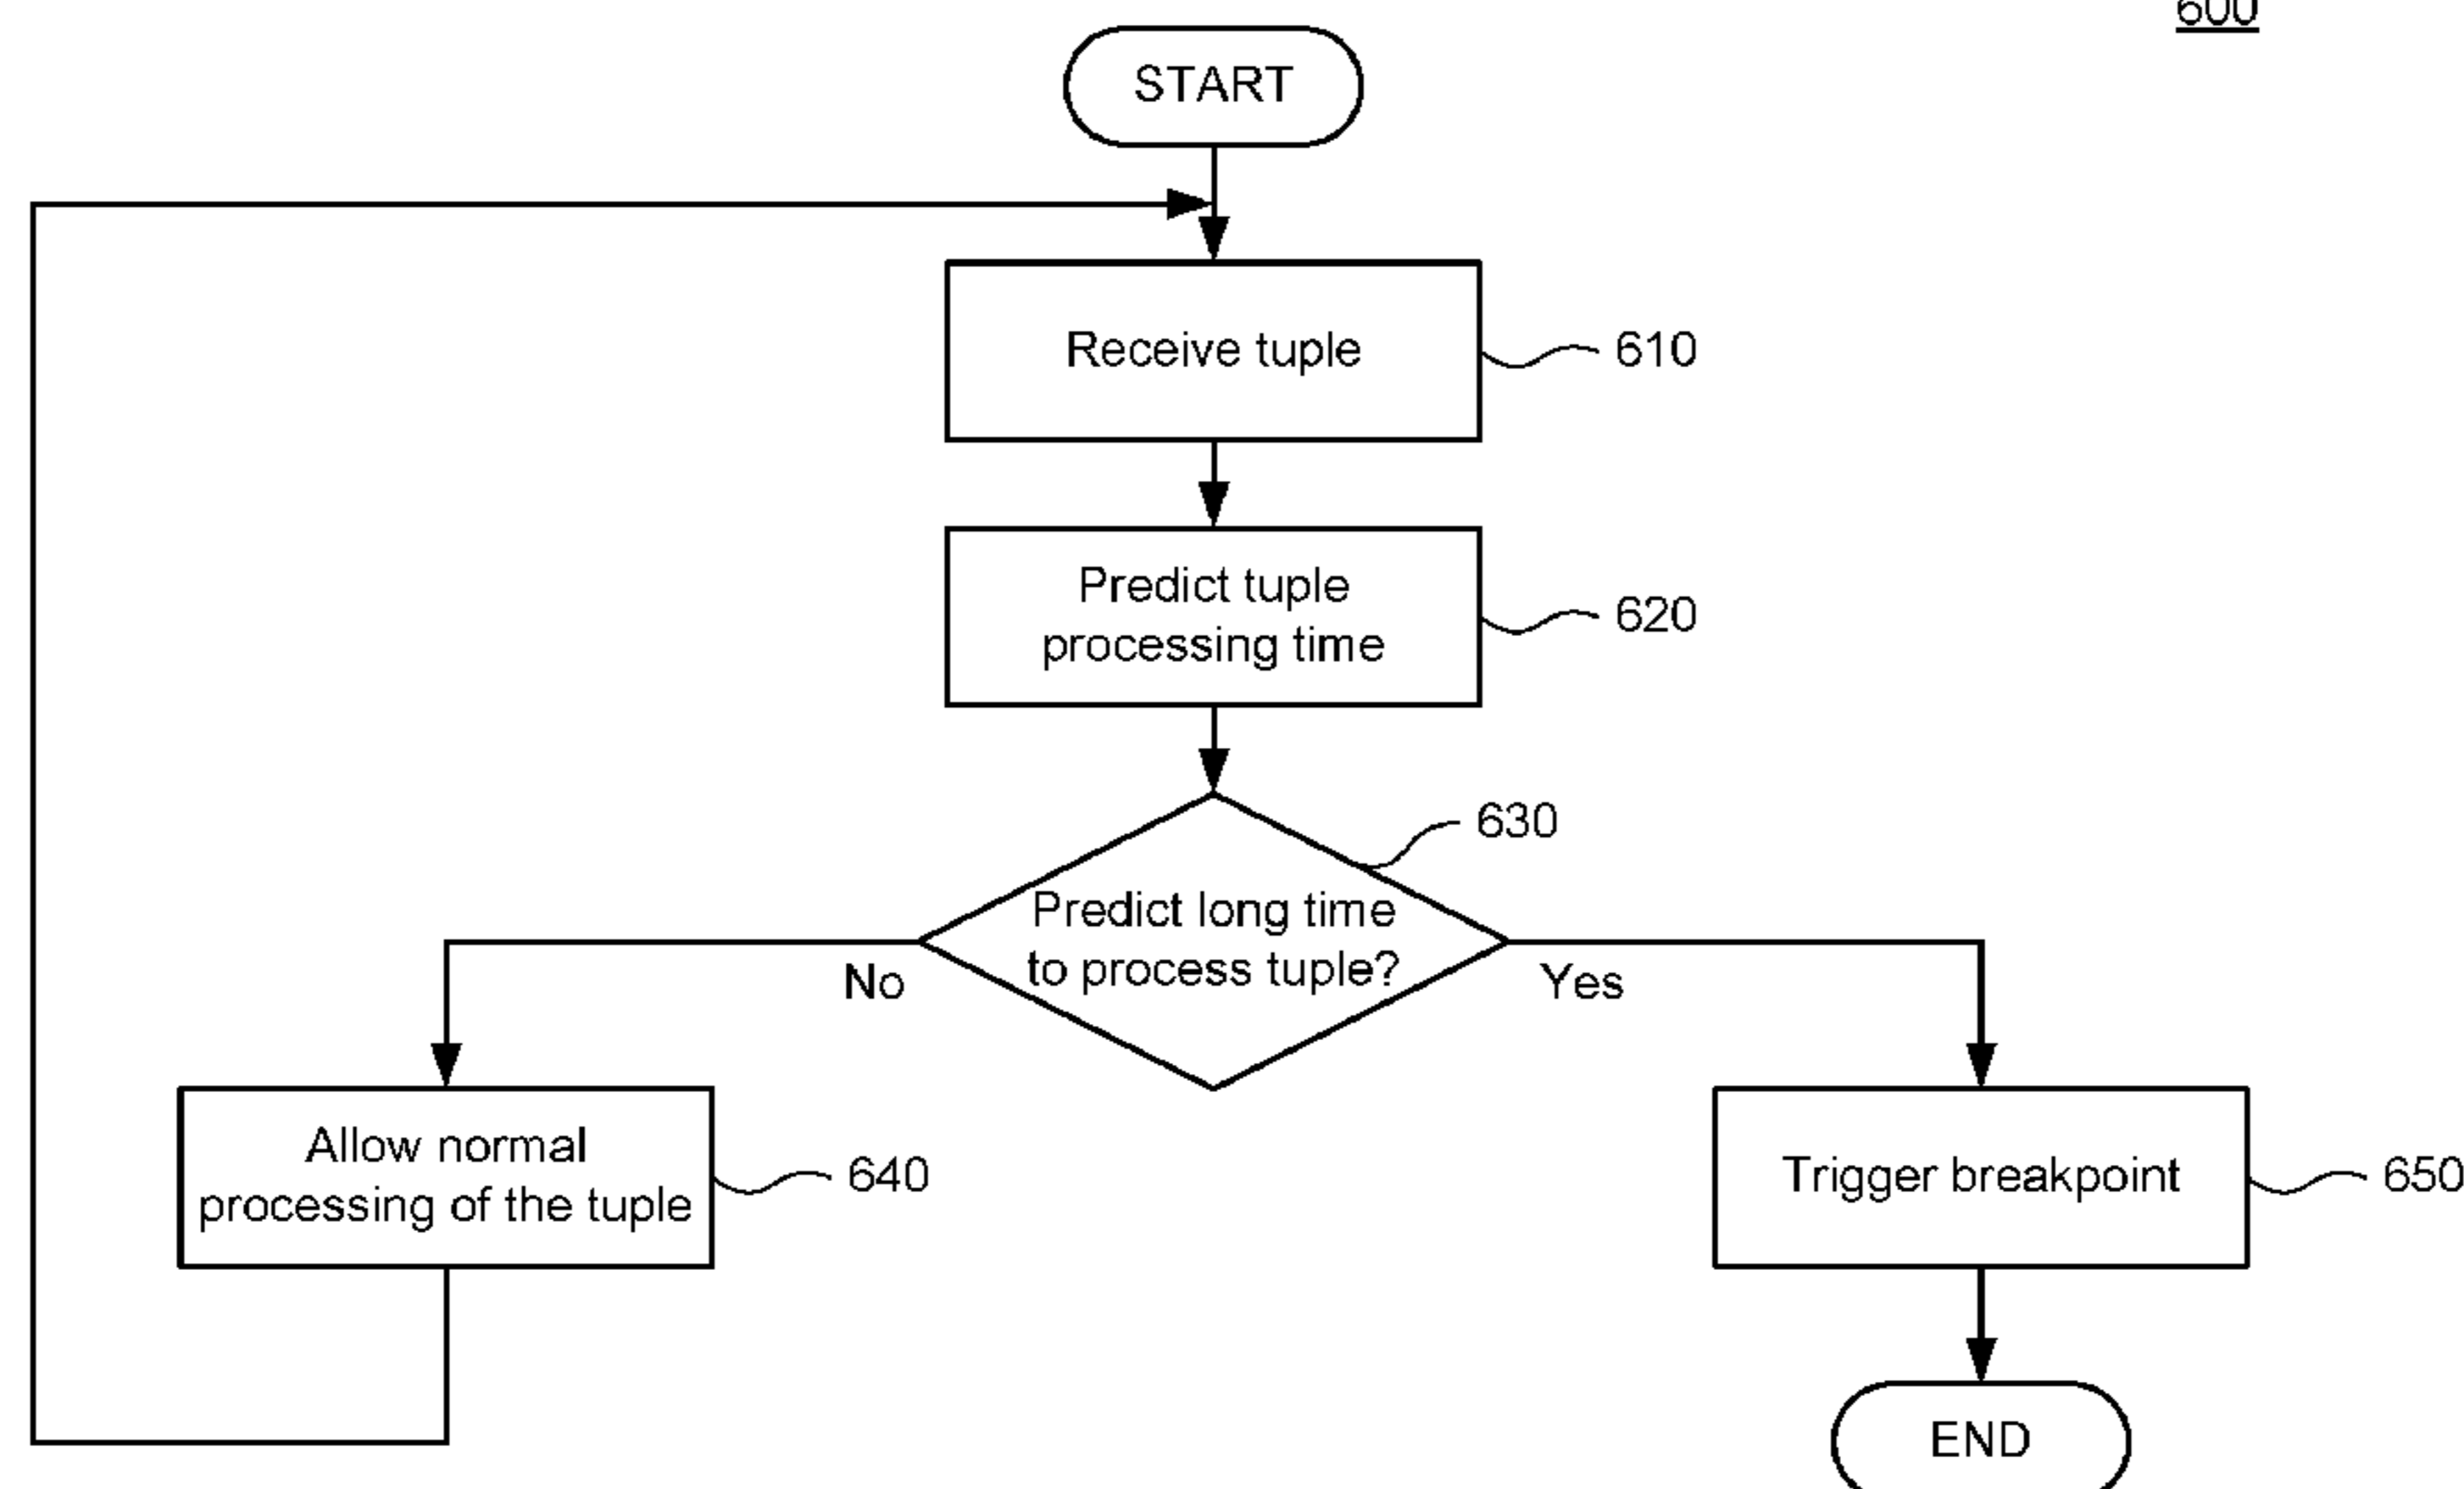 600
START
Receive tuple
610
Predict tuple
processing time
620
630
Predict long time
to process tuple?
No
Yes
Allow normal
processing of the tuple
640
Trigger breakpoint
650
END